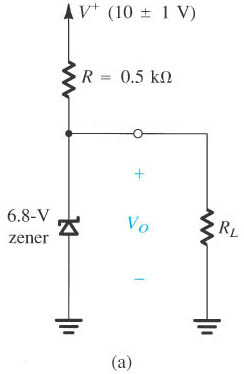 V⁺ (10 ± 1 V)
R = 0.5 kΩ
+
6.8-V
zener
V_O
R_L
−
(a)